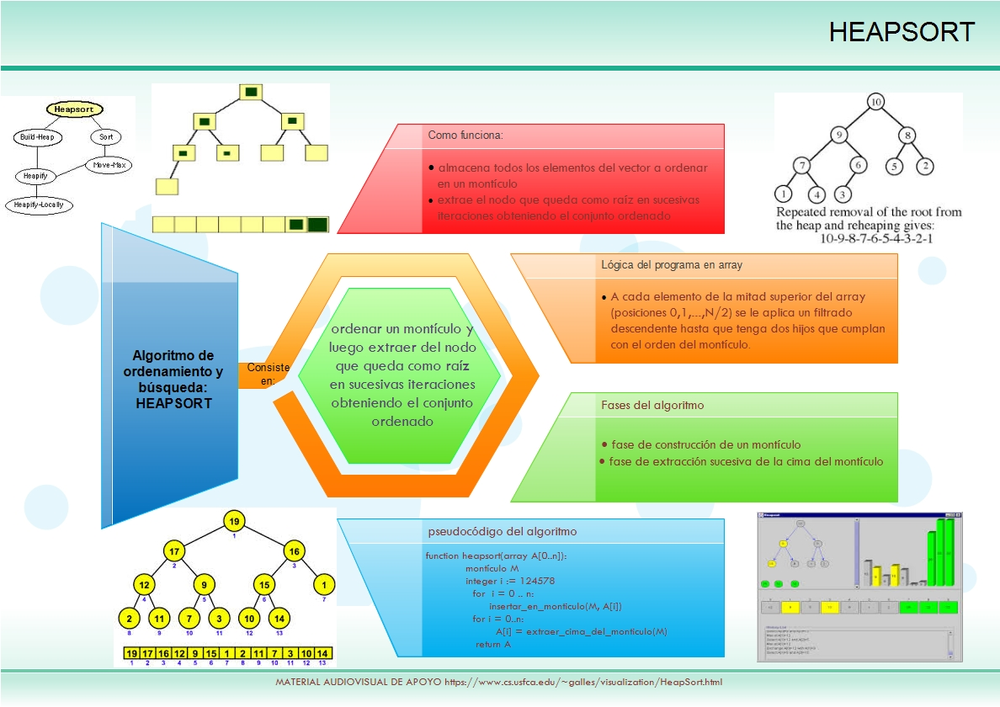 HEAPSORT
Heapsort
Build-Heap
Sort
Move-Max
Heapify
Heapify-Locally
Como funciona:
• almacena todos los elementos del vector a ordenar
en un montículo
• extrae el nodo que queda como raíz en sucesivas
iteraciones obteniendo el conjunto ordenado
10
9
8
7
6
5
2
1
4
3
Repeated removal of the root from
the heap and reheaping gives:
10-9-8-7-6-5-4-3-2-1
Algoritmo de
ordenamiento y
búsqueda:
HEAPSORT
Consiste
en:
ordenar un montículo y
luego extraer del nodo
que queda como raíz
en sucesivas iteraciones
obteniendo el conjunto
ordenado
Lógica del programa en array
• A cada elemento de la mitad superior del array
(posiciones 0,1,...,N/2) se le aplica un filtrado
descendente hasta que tenga dos hijos que cumplan
con el orden del montículo.
Fases del algoritmo
• fase de construcción de un montículo
• fase de extracción sucesiva de la cima del montículo
19
1
17
16
2
3
12
9
15
1
4
5
6
7
2
11
7
3
10
14
8
9
10
11
12
13
19 17 16 12 9 15 1 2 11 7 3 10 14
1 2 3 4 5 6 7 8 9 10 11 12 13
pseudocódigo del algoritmo
function heapsort(array A[0..n]):
montículo M
integer i := 124578
for i = 0 .. n:
insertar_en_monticulo(M, A[i])
for i = 0..n:
A[i] = extraer_cima_del_monticulo(M)
return A
Heapsort
MATERIAL AUDIOVISUAL DE APOYO https://www.cs.usfca.edu/~galles/visualization/HeapSort.html